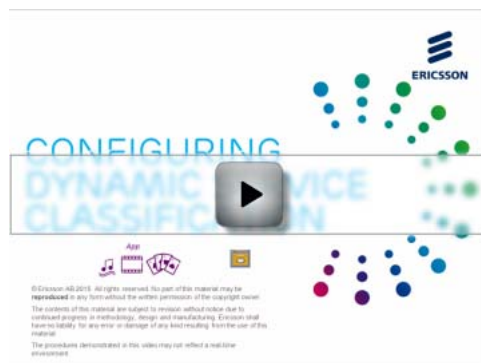 ERICSSON
CONFIGURING
DYNAMIC
CLASSIFICATION
App
© Ericsson AB 2015. All rights reserved. No part of this material may be
reproduced in any form without the written permission of the copyright owner.
The contents of this material are subject to revision without notice due to
continued progress in methodology, design and manufacturing. Ericsson shall
have no liability for any error or damage of any kind resulting from the use of this
material
The procedures demonstrated in this video may not reflect a real-time
environment